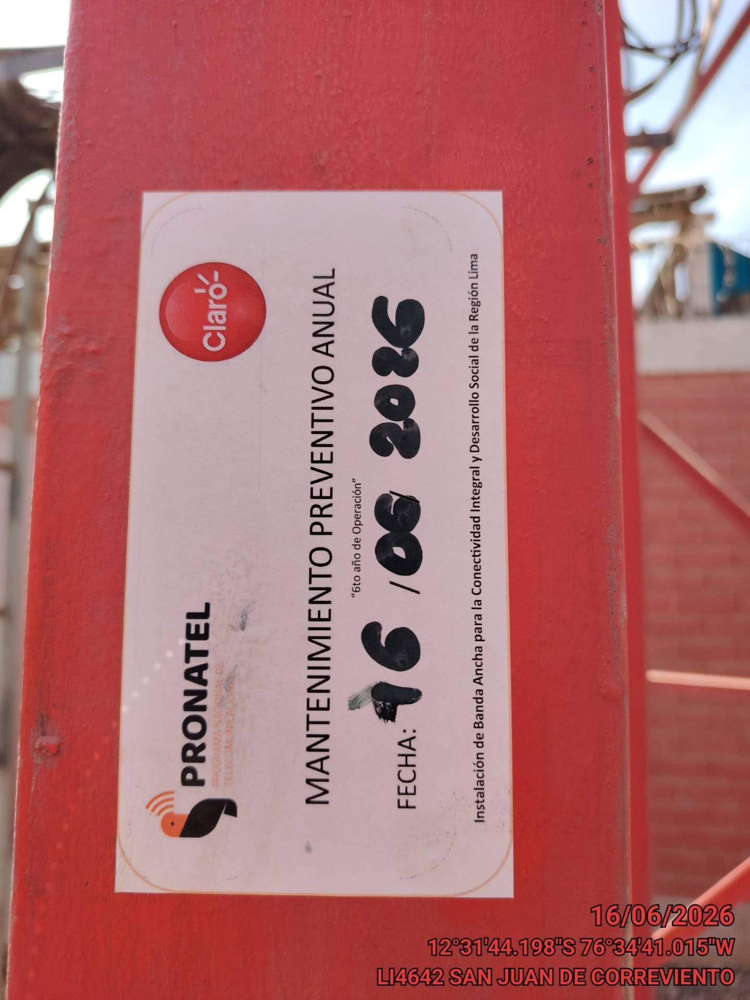 PRONATEL
PROGRAMA NACIONAL DE
TELECOMUNICACIONES
Claro
MANTENIMIENTO PREVENTIVO ANUAL
"6to año de Operación"
FECHA: 16 / 06/ 2026
Instalación de Banda Ancha para la Conectividad Integral y Desarrollo Social de la Región Lima
16/06/2026
12°31'44.198"S 76°34'41.015"W
LI4642 SAN JUAN DE CORREVIENTO